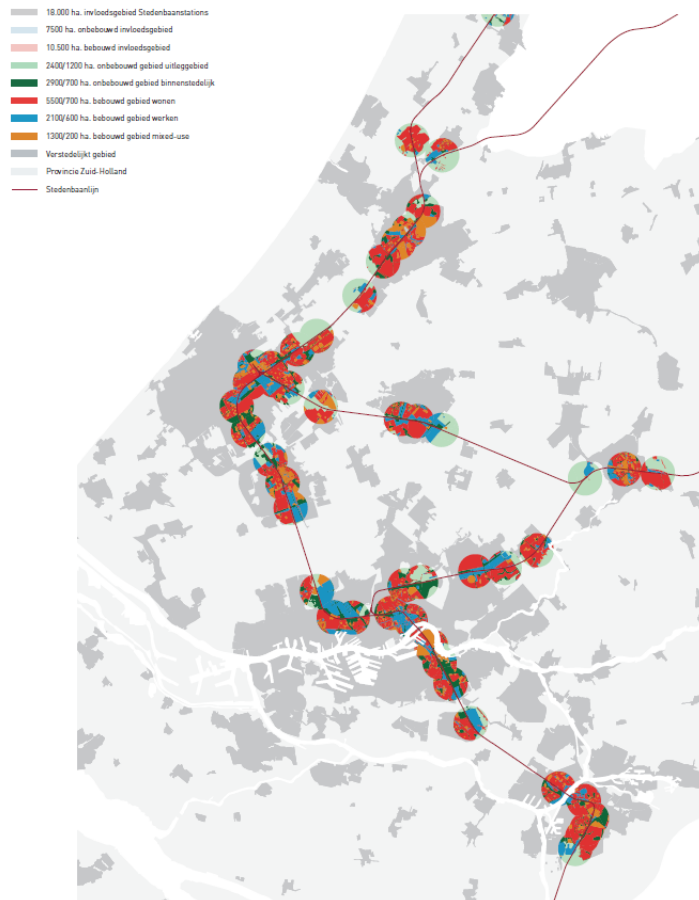 18.000 ha. invloedsgebied Stedenbaanstations
7500 ha. onbebouwd invloedsgebied
10.500 ha. bebouwd invloedsgebied
2400/1200 ha. onbebouwd gebied uitleggebied
2900/700 ha. onbebouwd gebied binnenstedelijk
5500/700 ha. bebouwd gebied wonen
2100/600 ha. bebouwd gebied werken
1300/200 ha. bebouwd gebied mixed-use
Verstedelijkt gebied
Provincie Zuid-Holland
Stedenbaanlijn